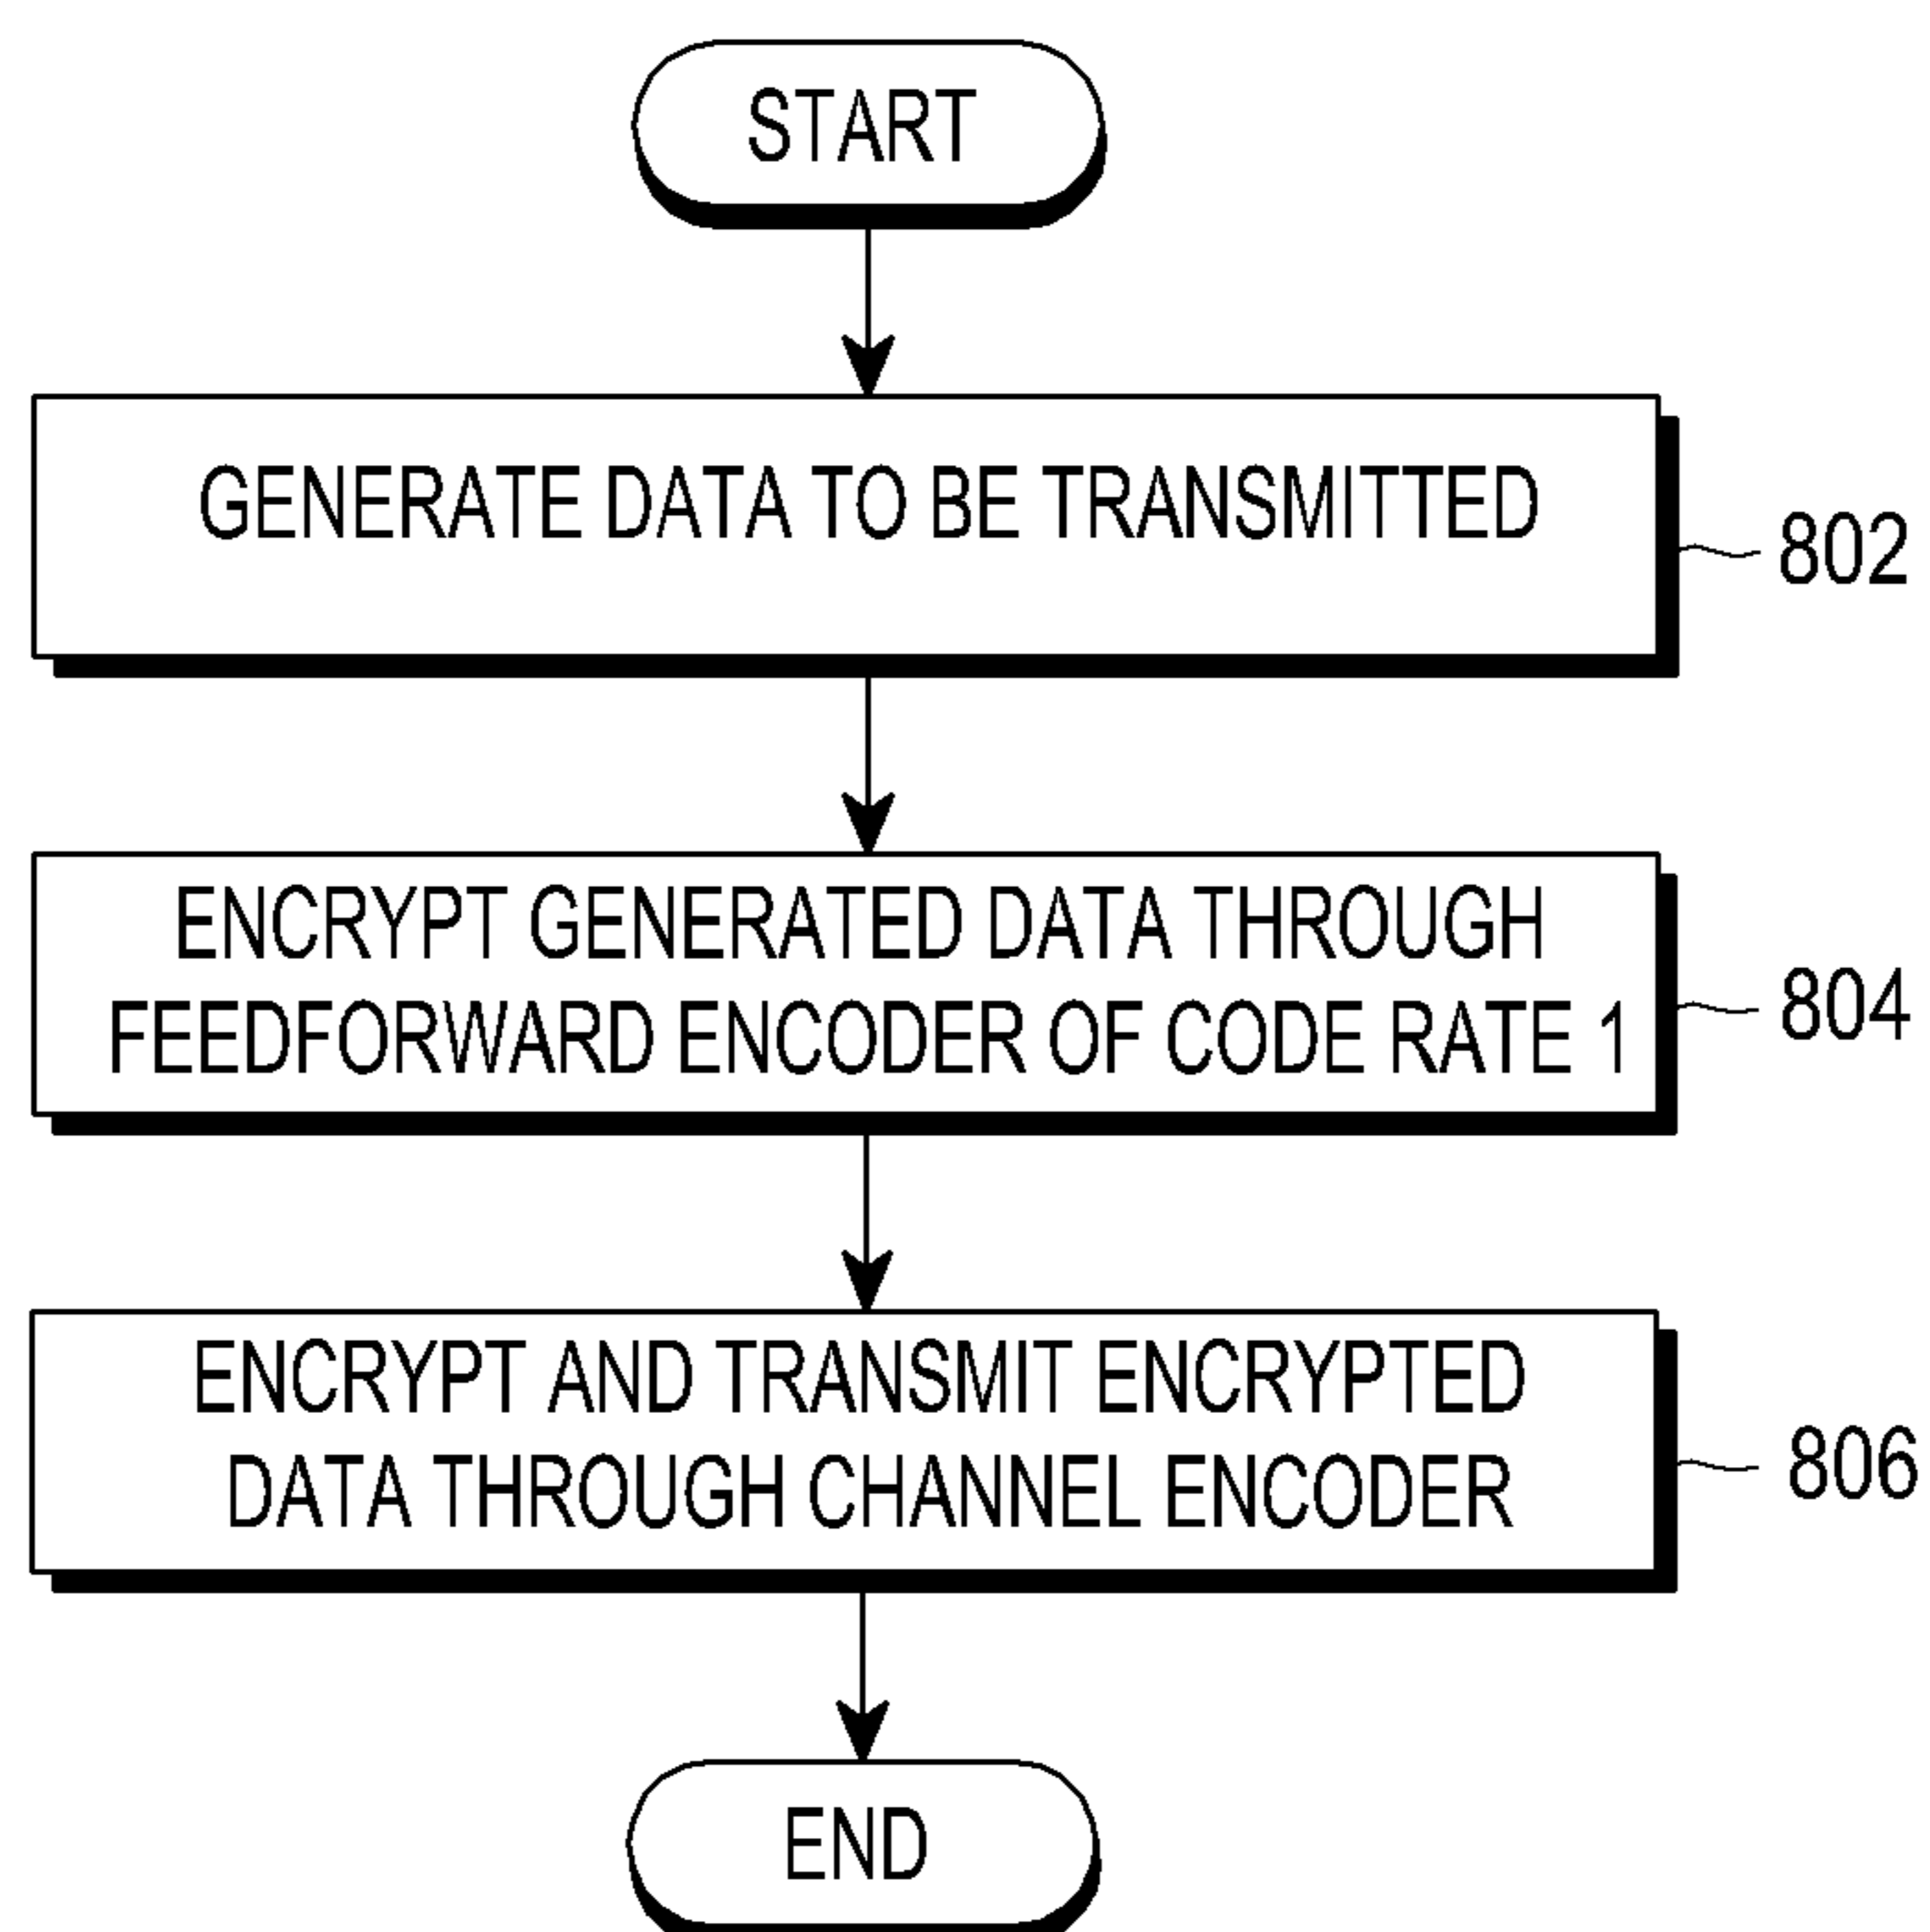 START
GENERATE DATA TO BE TRANSMITTED
802
ENCRYPT GENERATED DATA THROUGH
FEEDFORWARD ENCODER OF CODE RATE 1
804
ENCRYPT AND TRANSMIT ENCRYPTED
DATA THROUGH CHANNEL ENCODER
806
END